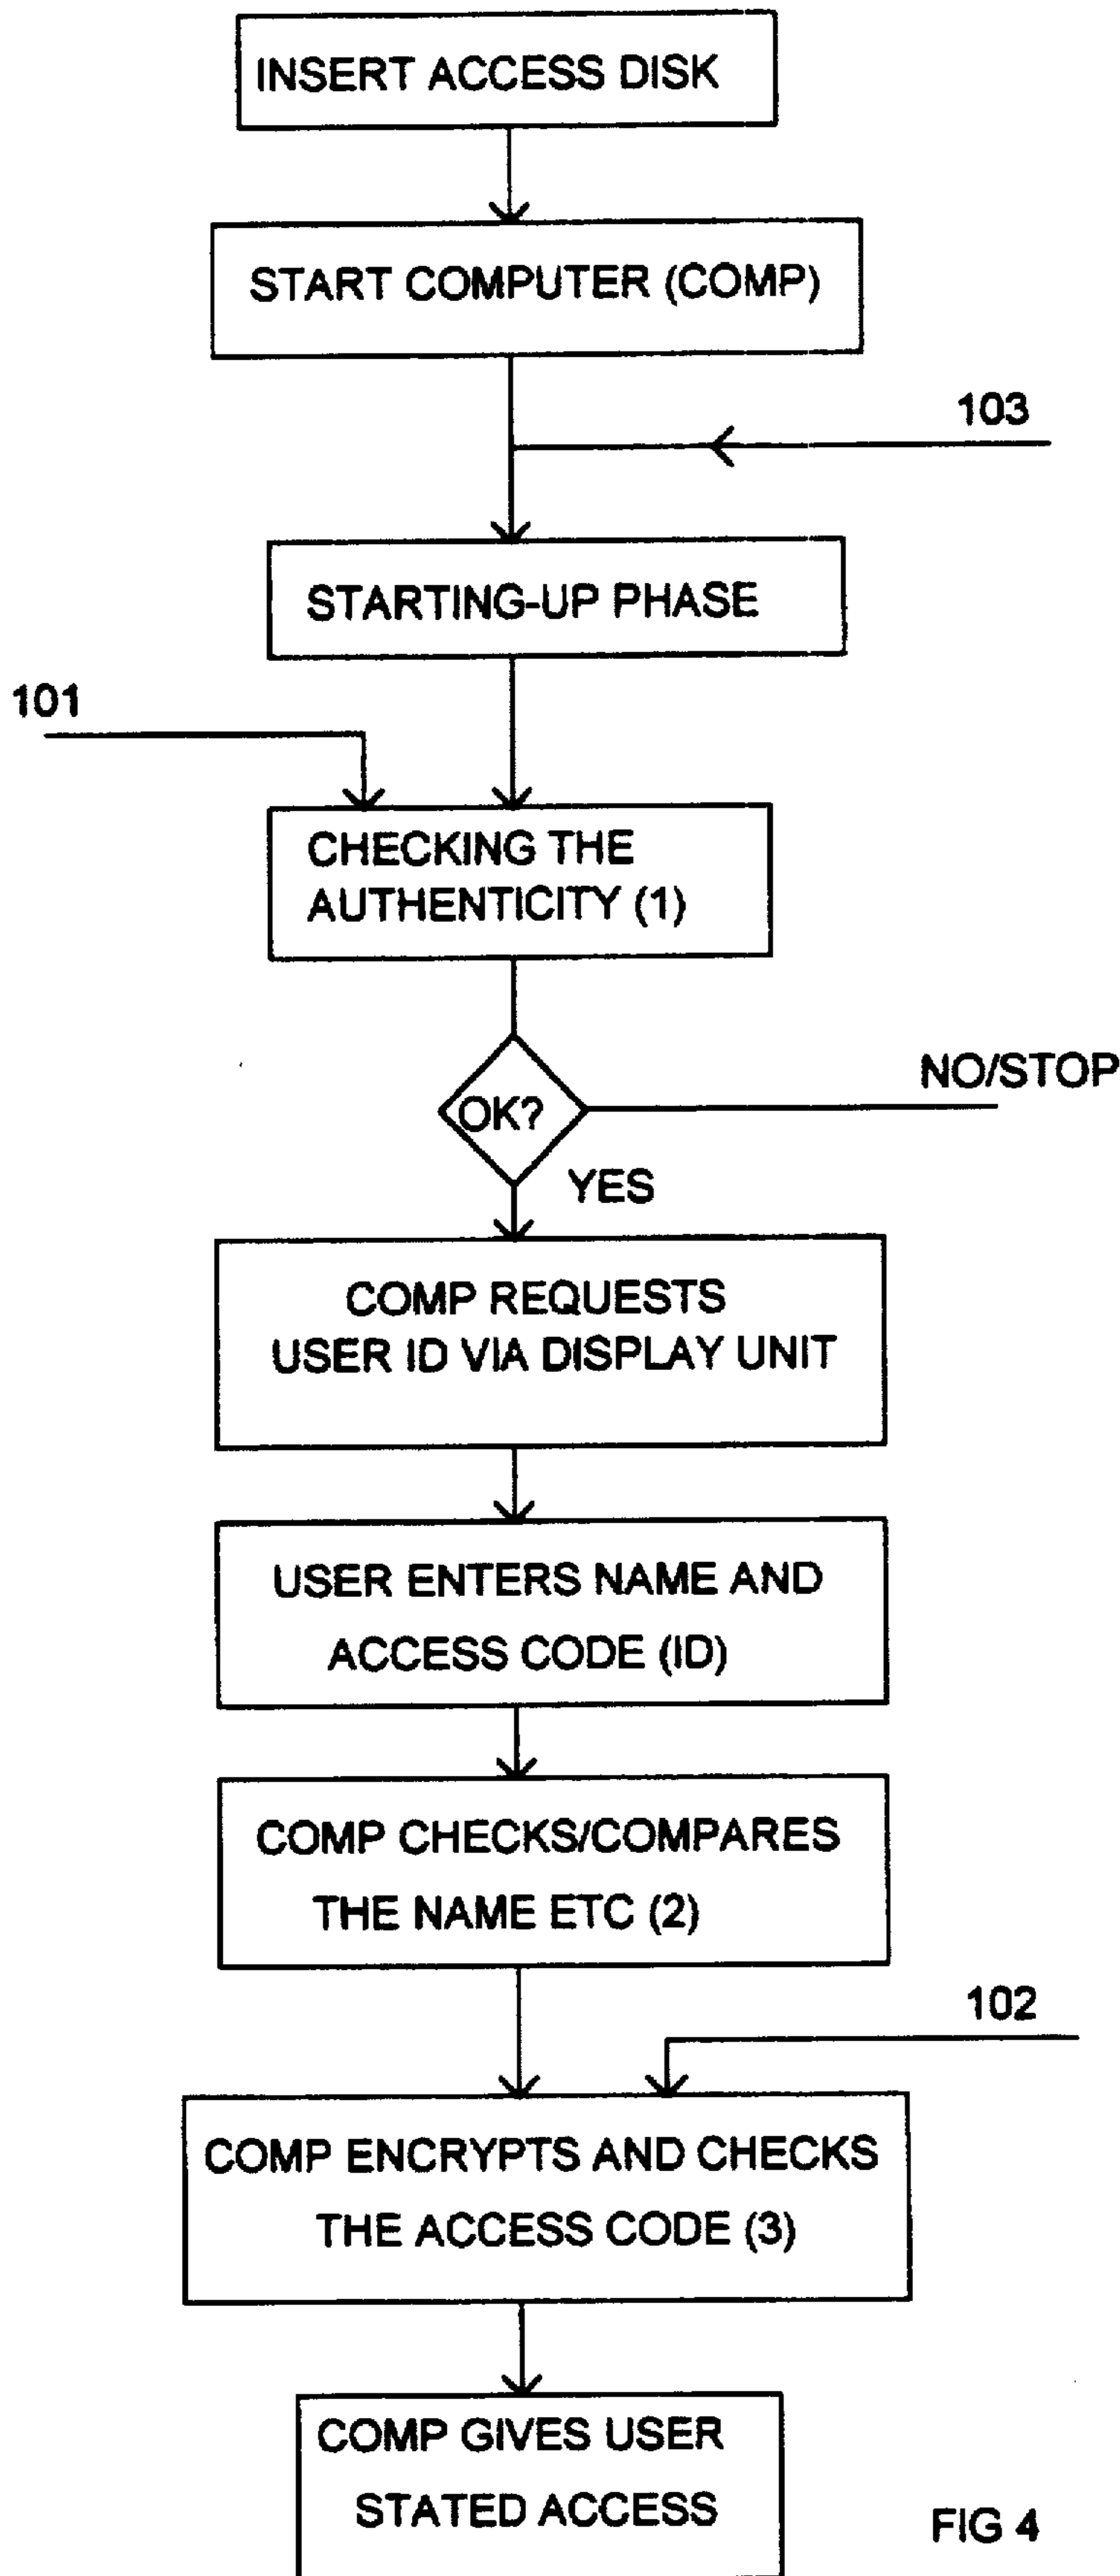 INSERT ACCESS DISK
START COMPUTER (COMP)
103
STARTING-UP PHASE
101
CHECKING THE
AUTHENTICITY (1)
OK?
NO/STOP
YES
COMP REQUESTS
USER ID VIA DISPLAY UNIT
USER ENTERS NAME AND
ACCESS CODE (ID)
COMP CHECKS/COMPARES
THE NAME ETC (2)
102
COMP ENCRYPTS AND CHECKS
THE ACCESS CODE (3)
COMP GIVES USER
STATED ACCESS
FIG 4